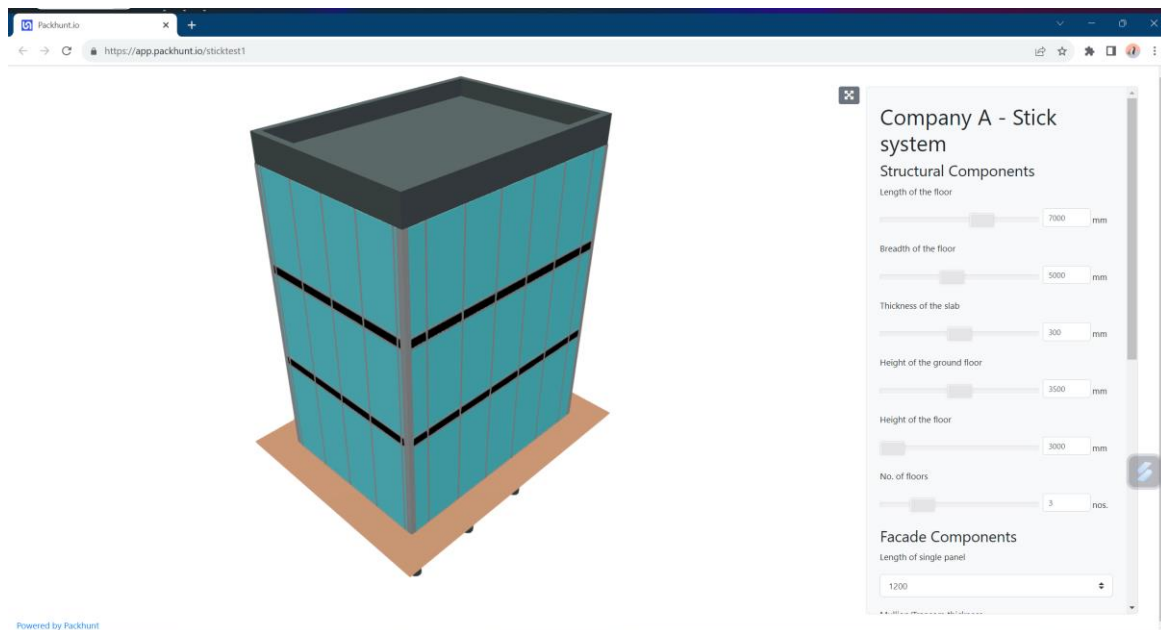 Packhunt.io
https://app.packhunt.io/sticktest1
Company A - Stick
system
Structural Components
Length of the floor
7000 mm
Breadth of the floor
5000 mm
Thickness of the slab
300 mm
Height of the ground floor
3500 mm
Height of the floor
3000 mm
No. of floors
3 nos.
Facade Components
Length of single panel
1200
Powered by Packhunt